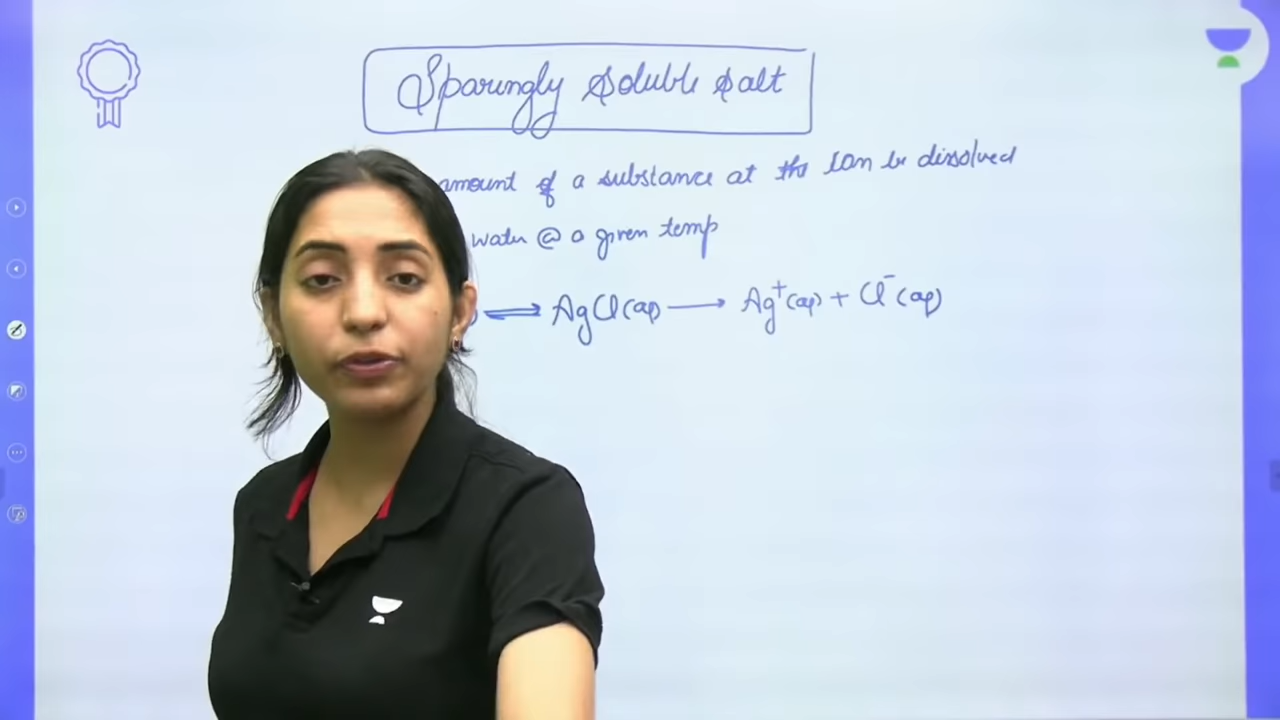 Sparingly Soluble Salt
amount of a substance at the can be dissolved
water @ a given temp
) ⇌ AgCl(aq) ⟶ Ag⁺(aq) + Cl⁻(aq)